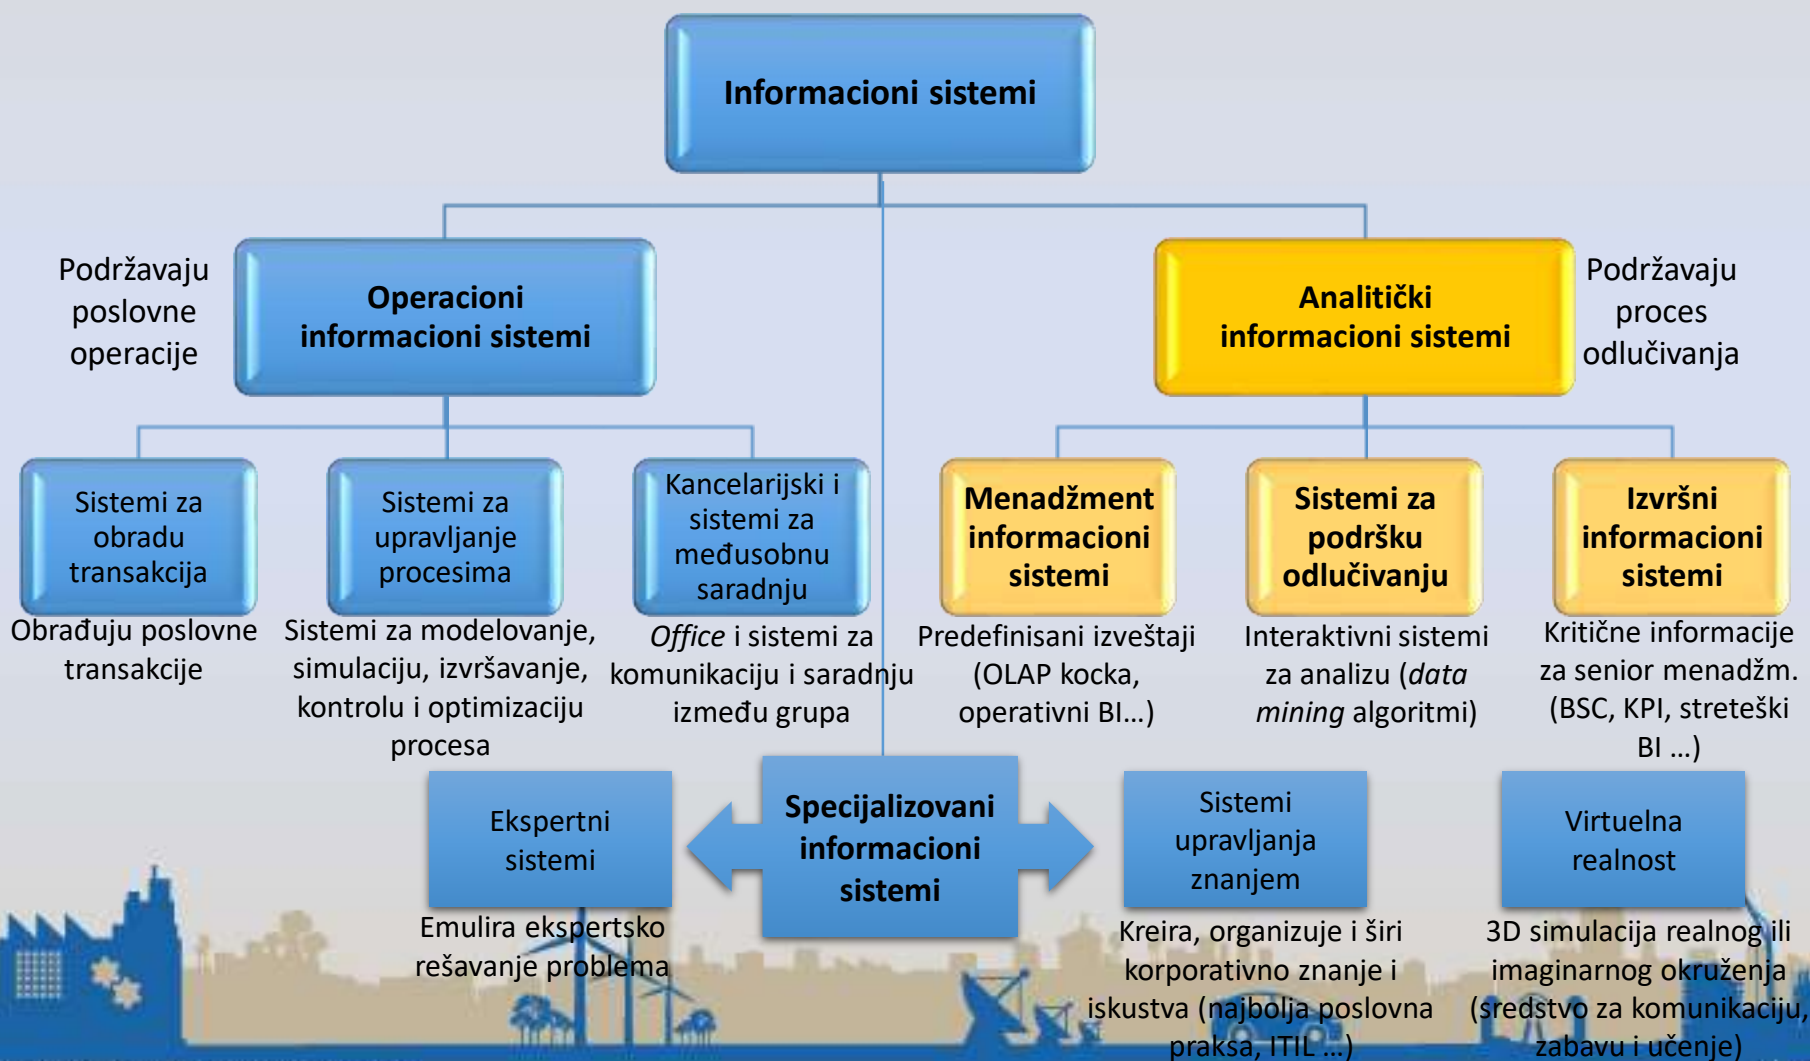 Informacioni sistemi
Podržavaju
poslovne
operacije
Operacioni
informacioni sistemi
Analitički
informacioni sistemi
Podržavaju
proces
odlučivanja
Sistemi za
obradu
transakcija
Sistemi za
upravljanje
procesima
Kancelarijski i
sistemi za
međusobnu
saradnju
Menadžment
informacioni
sistemi
Sistemi za
podršku
odlučivanju
Izvršni
informacioni
sistemi
Obrađuju poslovne
transakcije
Sistemi za modelovanje,
simulaciju, izvršavanje,
kontrolu i optimizaciju
procesa
Office i sistemi za
komunikaciju i saradnju
između grupa
Predefinisani izveštaji
(OLAP kocka,
operativni BI...)
Interaktivni sistemi
za analizu (data
mining algoritmi)
Kritične informacije
za senior menadžm.
(BSC, KPI, streteški
BI ...)
Ekspertni
sistemi
Specijalizovani
informacioni
sistemi
Sistemi
upravljanja
znanjem
Virtuelna
realnost
Emulira ekspertsko
rešavanje problema
Kreira, organizuje i širi
korporativno znanje i
iskustva (najbolja poslovna
praksa, ITIL ...)
3D simulacija realnog ili
imaginarnog okruženja
(sredstvo za komunikaciju,
zabavu i učenje)